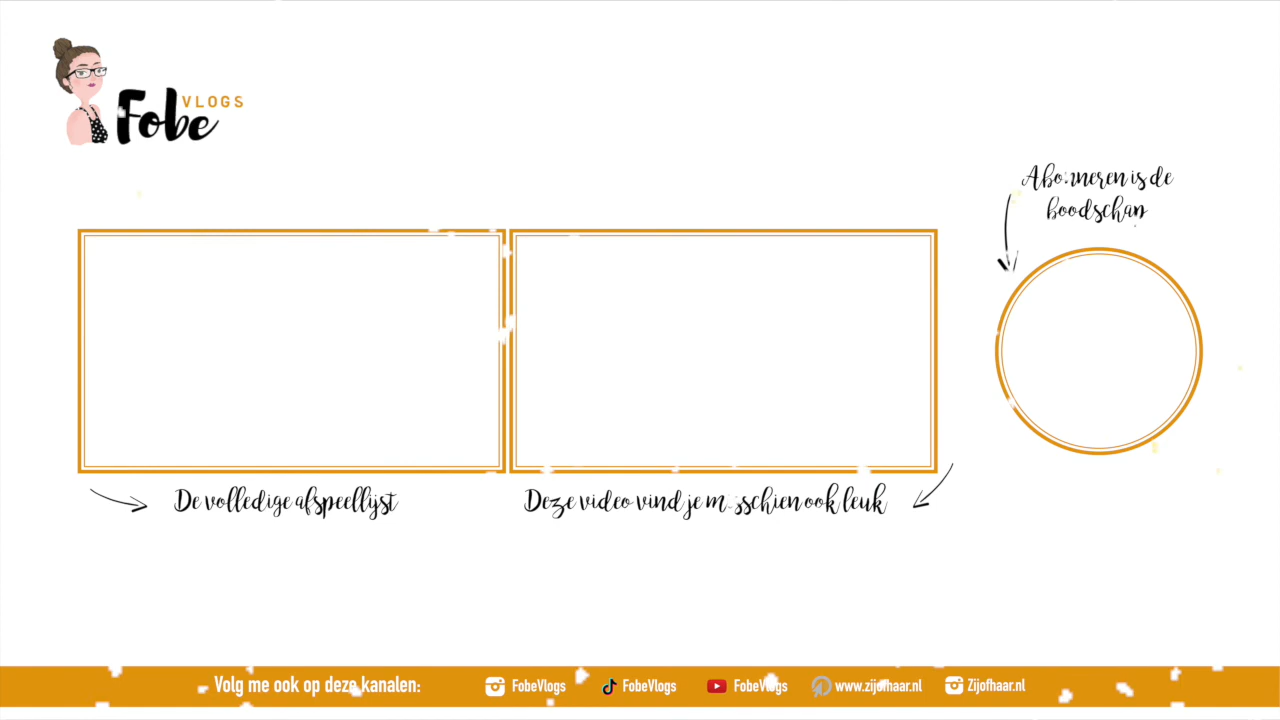 VLOGS
Fobe
Abonneren is de
boodschap
De volledige afspeellijst
Deze video vind je misschien ook leuk
Volg me ook op deze kanalen: FobeVlogs FobeVlogs FobeVlogs www.zijofhaar.nl Zijofhaar.nl